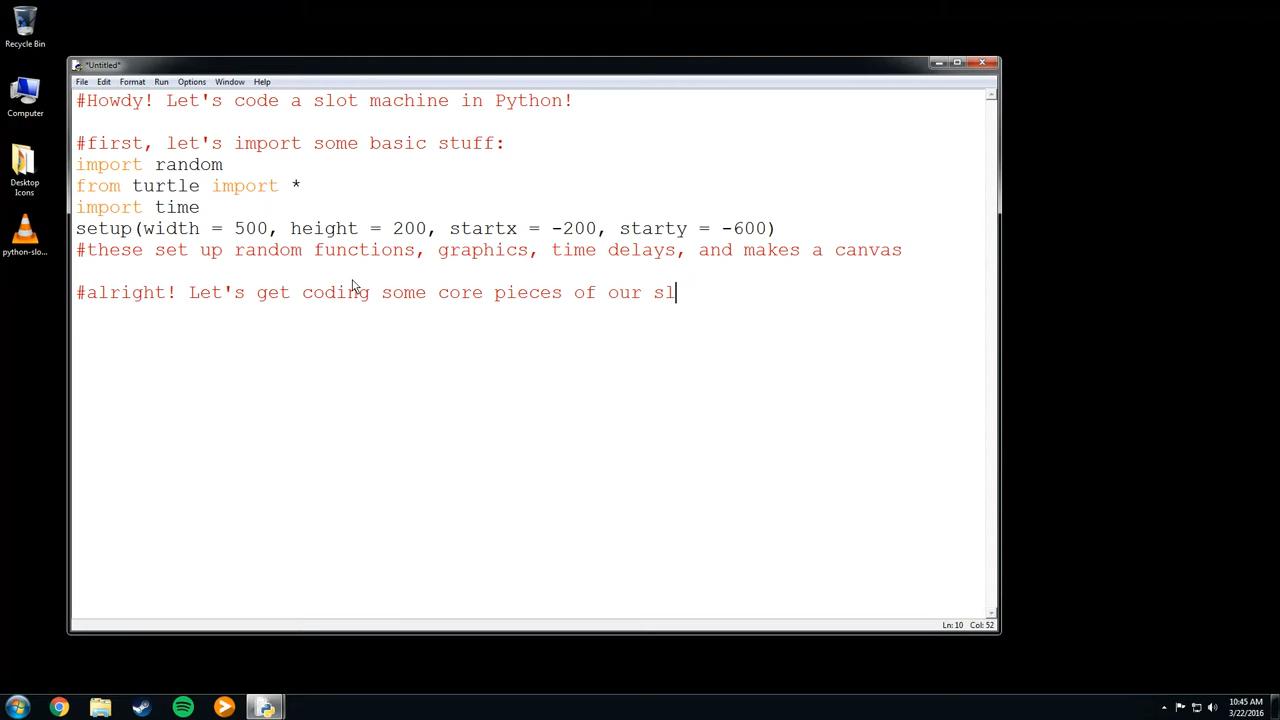 Recycle Bin
Computer
Desktop
Icons
python-slo...
*Untitled*
File Edit Format Run Options Window Help
#Howdy! Let's code a slot machine in Python!
#first, let's import some basic stuff:
import random
from turtle import *
import time
setup(width = 500, height = 200, startx = -200, starty = -600)
#these set up random functions, graphics, time delays, and makes a canvas
#alright! Let's get coding some core pieces of our sl
Ln: 10 Col: 52
10:45 AM
3/22/2016